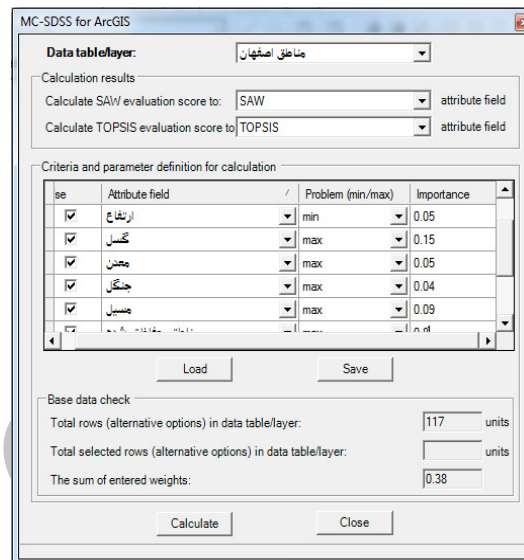 MC-SDSS for ArcGIS
Data table/layer: مناطق اصفهان
Calculation results
Calculate SAW evaluation score to: SAW attribute field
Calculate TOPSIS evaluation score to TOPSIS attribute field
Criteria and parameter definition for calculation
se Attribute field / Problem (min/max) Importance
ارتفاع min 0.05
گسل max 0.15
معدن max 0.05
جنگل max 0.04
مسیل max 0.09
Load Save
Base data check
Total rows (alternative options) in data table/layer: 117 units
Total selected rows (alternative options) in data table/layer: units
The sum of entered weights: 0.38
Calculate Close